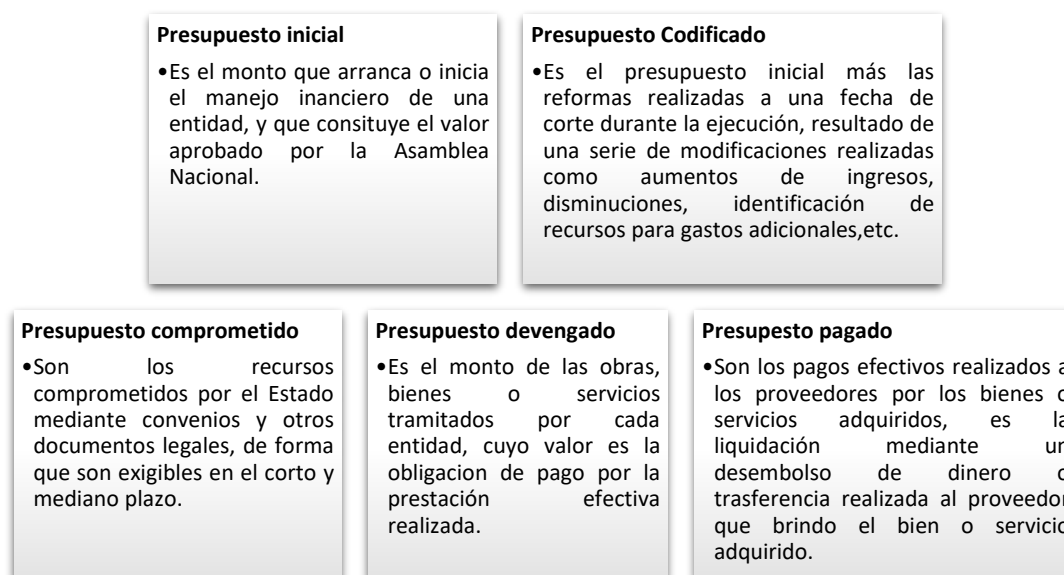 Presupuesto inicial
•Es el monto que arranca o inicia
el manejo inanciero de una
entidad, y que consituye el valor
aprobado por la Asamblea
Nacional.
Presupuesto Codificado
•Es el presupuesto inicial más las
reformas realizadas a una fecha de
corte durante la ejecución, resultado de
una serie de modificaciones realizadas
como aumentos de ingresos,
disminuciones, identificación de
recursos para gastos adicionales,etc.
Presupuesto comprometido
•Son los recursos
comprometidos por el Estado
mediante convenios y otros
documentos legales, de forma
que son exigibles en el corto y
mediano plazo.
Presupuesto devengado
•Es el monto de las obras,
bienes o servicios
tramitados por cada
entidad, cuyo valor es la
obligacion de pago por la
prestación efectiva
realizada.
Presupesto pagado
•Son los pagos efectivos realizados a
los proveedores por los bienes o
servicios adquiridos, es la
liquidación mediante un
desembolso de dinero o
trasferencia realizada al proveedor
que brindo el bien o servicio
adquirido.